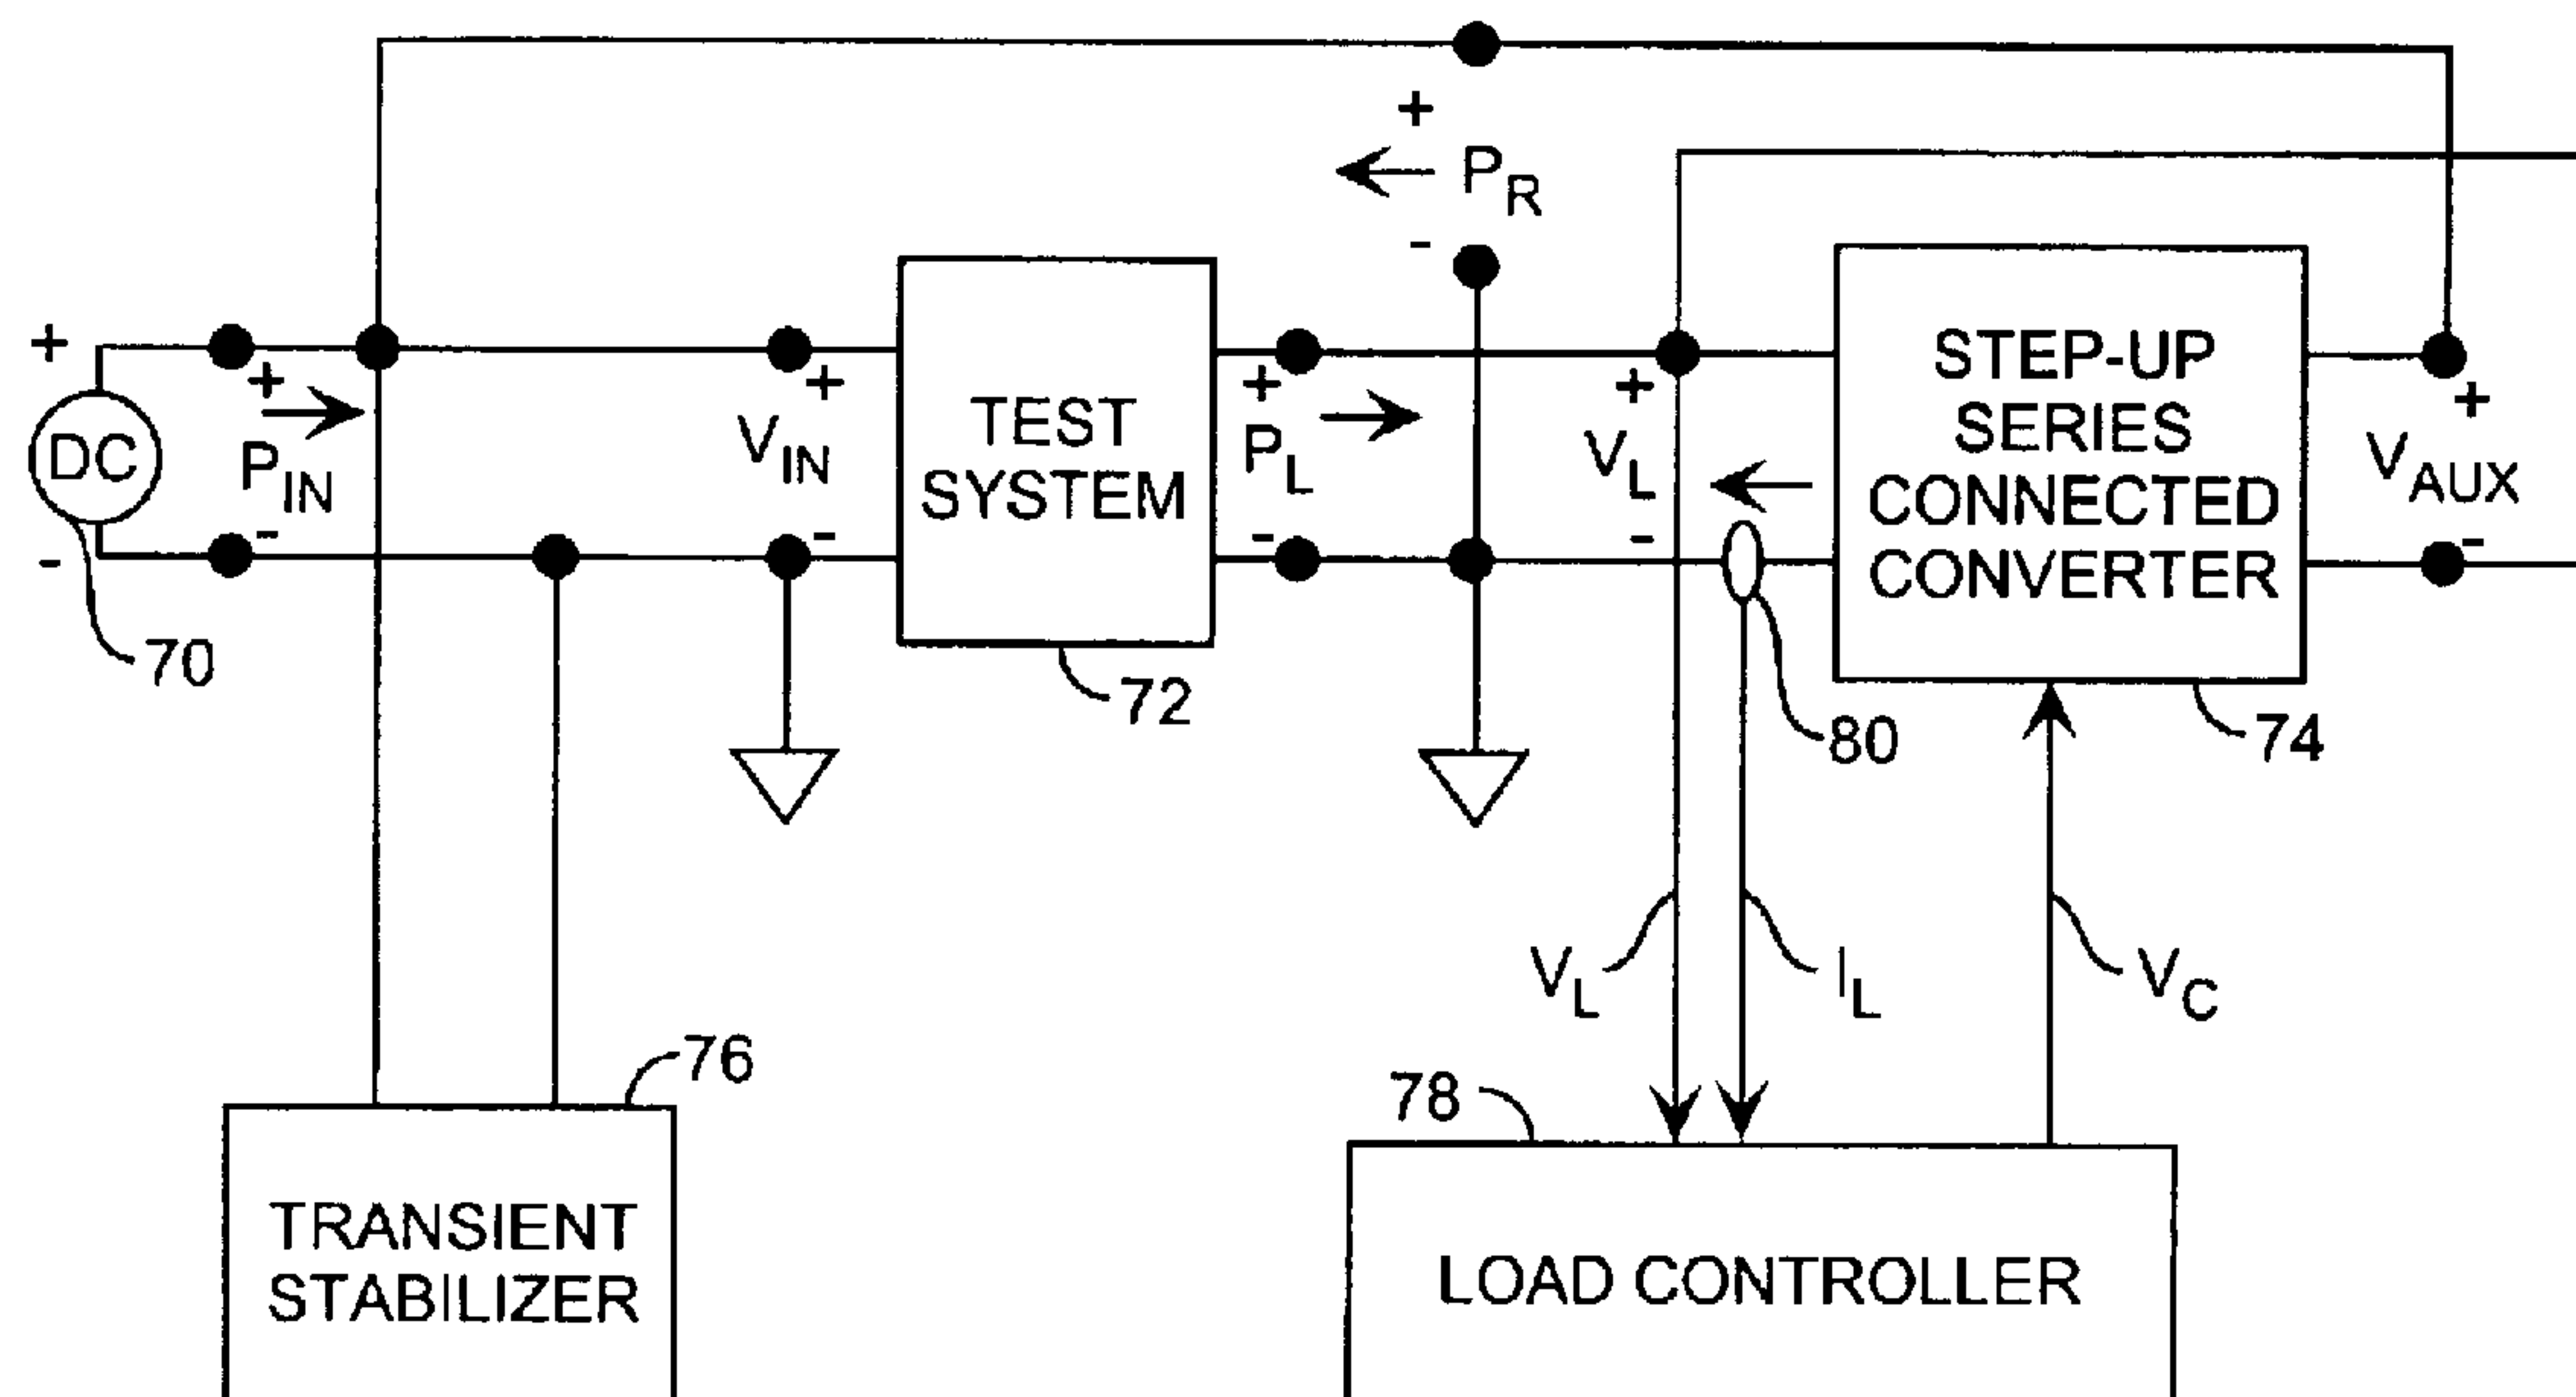 +
P_R
-
+
DC
-
70
+
P_IN
-
+
V_IN
-
TEST
SYSTEM
72
+
P_L
-
+
V_L
-
STEP-UP
SERIES
CONNECTED
CONVERTER
74
+
V_AUX
-
80
V_L
I_L
V_C
76
TRANSIENT
STABILIZER
78
LOAD CONTROLLER